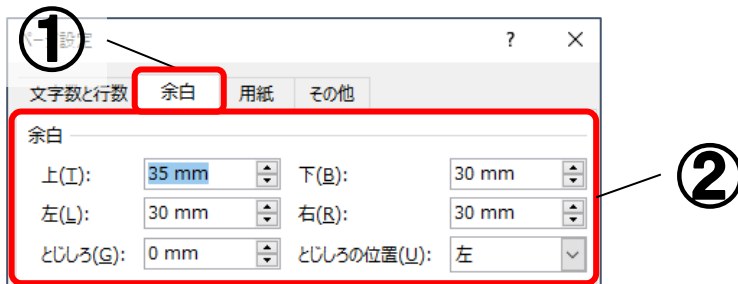 ①
ページ設定 ?
文字数と行数 余白 用紙 その他
余白
上(T): 35 mm 下(B): 30 mm
左(L): 30 mm 右(R): 30 mm
とじしろ(G): 0 mm とじしろの位置(U): 左
②